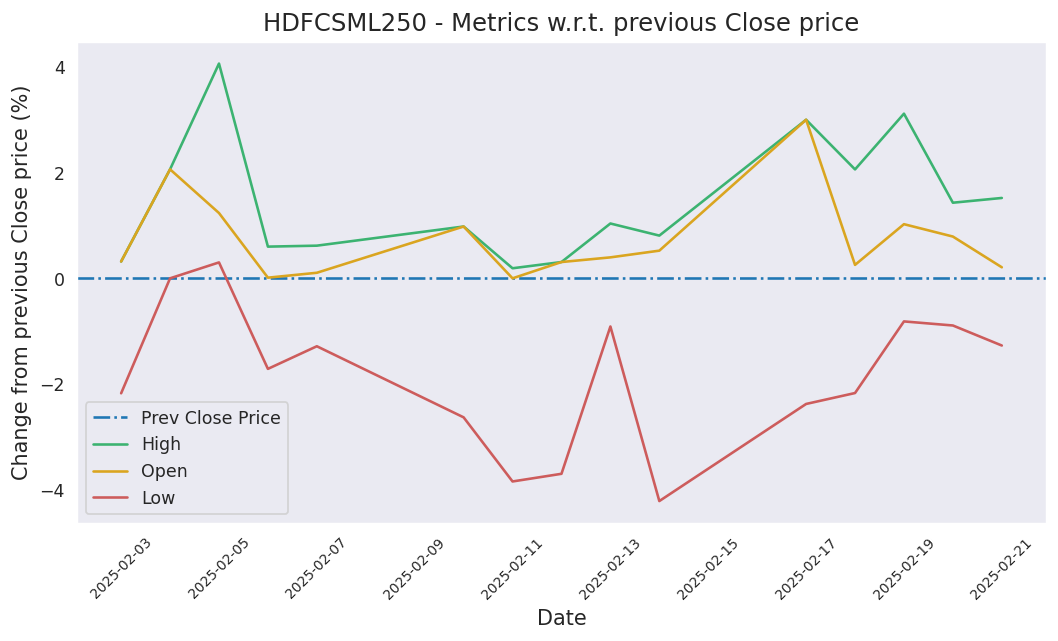 HDFCSML250 - Metrics w.r.t. previous Close price
Change from previous Close price (%)
4
2
0
−2
−4
Prev Close Price
High
Open
Low
2025-02-03
2025-02-05
2025-02-07
2025-02-09
2025-02-11
2025-02-13
2025-02-15
2025-02-17
2025-02-19
2025-02-21
Date